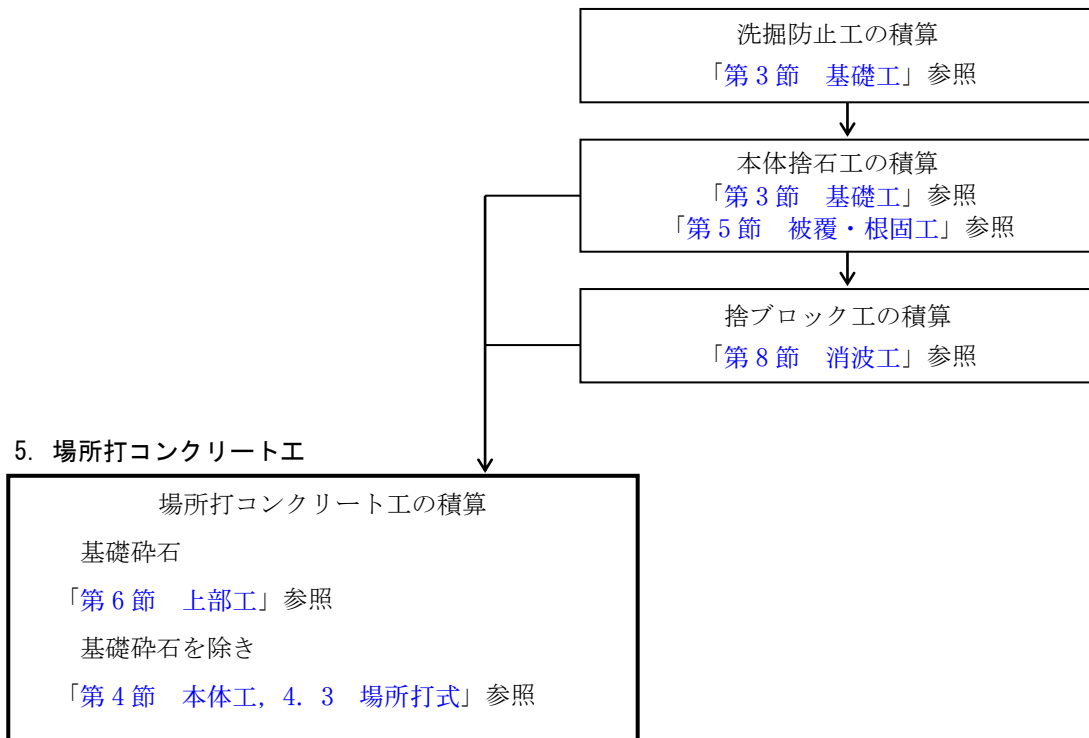 洗掘防止工の積算
「第3節　基礎工」参照
本体捨石工の積算
「第3節　基礎工」参照
「第5節　被覆・根固工」参照
捨ブロック工の積算
「第8節　消波工」参照
5. 場所打コンクリート工
場所打コンクリート工の積算
基礎砕石
「第6節　上部工」参照
基礎砕石を除き
「第4節　本体工, 4. 3　場所打式」参照